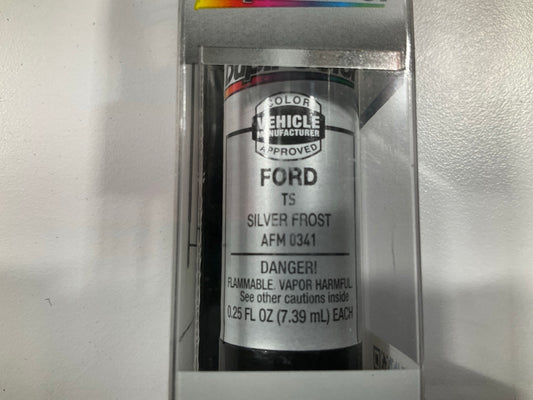 COLOR
VEHICLE
MANUFACTURER
APPROVED
FORD
TS
SILVER FROST
AFM 0341
DANGER!
FLAMMABLE. VAPOR HARMFUL.
See other cautions inside
0.25 FL OZ (7.39 mL) EACH